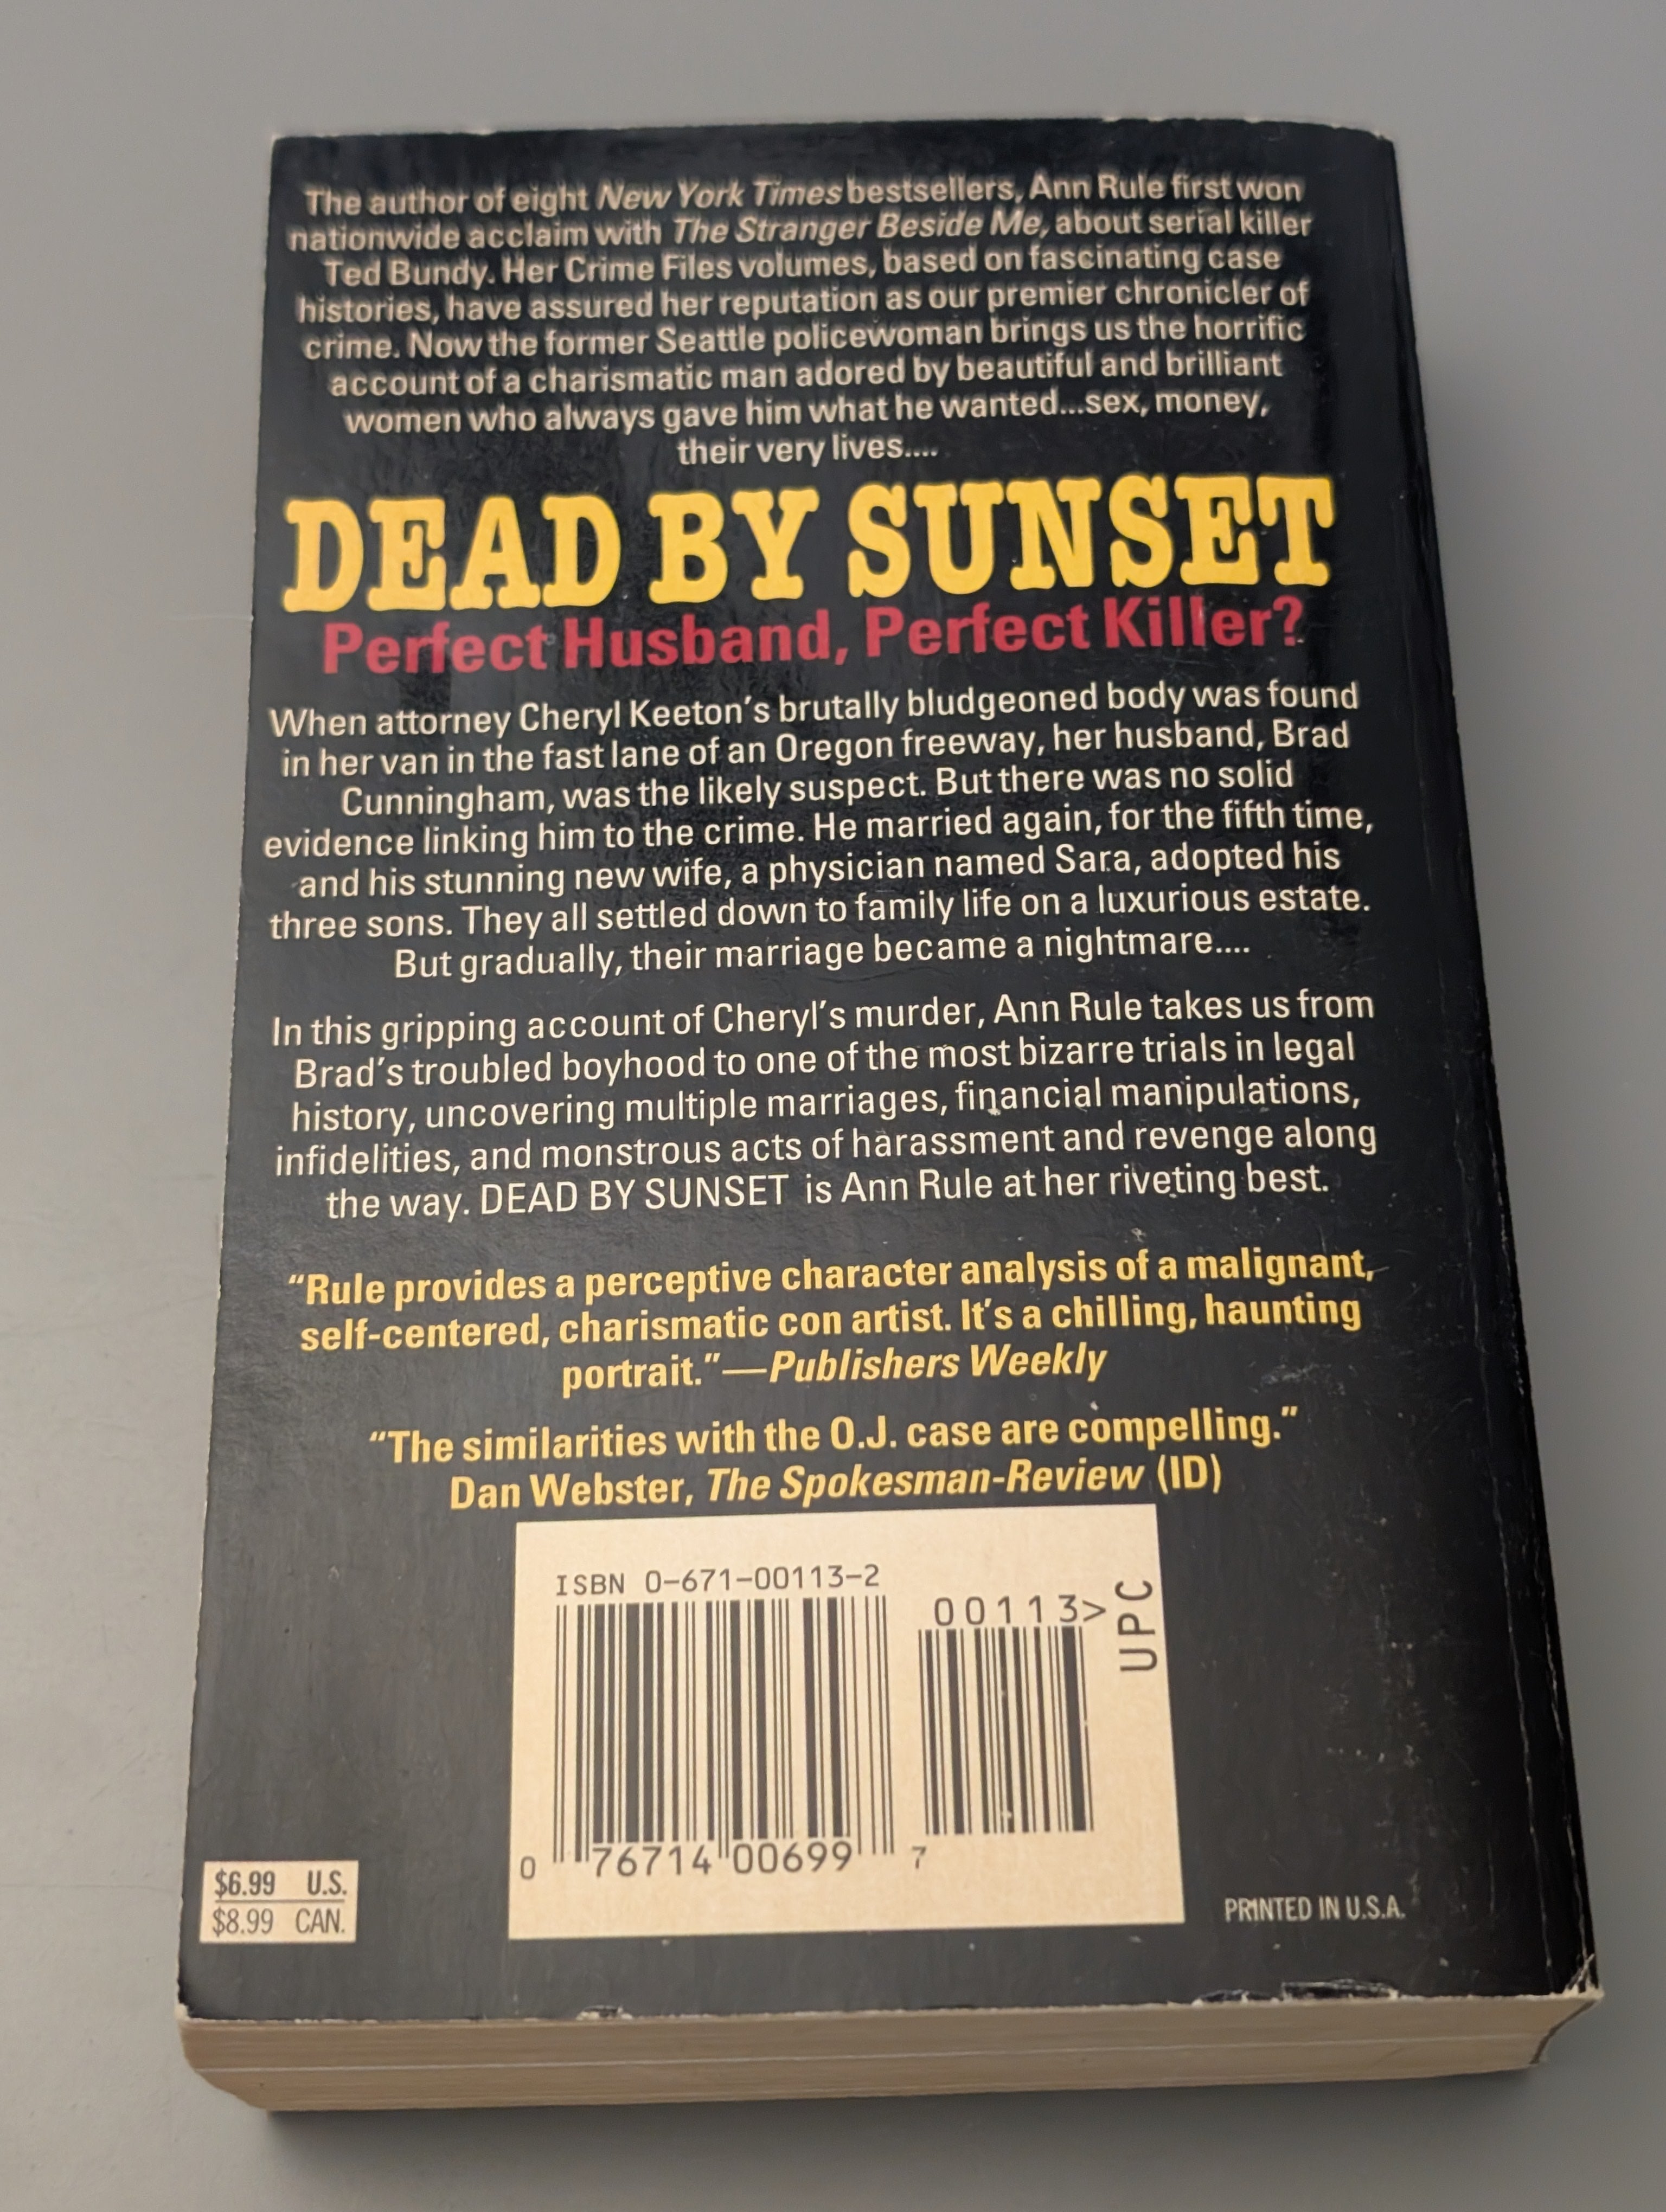 The author of eight New York Times bestsellers, Ann Rule first won
nationwide acclaim with The Stranger Beside Me, about serial killer
Ted Bundy. Her Crime Files volumes, based on fascinating case
histories, have assured her reputation as our premier chronicler of
crime. Now the former Seattle policewoman brings us the horrific
account of a charismatic man adored by beautiful and brilliant
women who always gave him what he wanted...sex, money,
their very lives....
DEAD BY SUNSET
Perfect Husband, Perfect Killer?
When attorney Cheryl Keeton's brutally bludgeoned body was found
in her van in the fast lane of an Oregon freeway, her husband, Brad
Cunningham, was the likely suspect. But there was no solid
evidence linking him to the crime. He married again, for the fifth time,
and his stunning new wife, a physician named Sara, adopted his
three sons. They all settled down to family life on a luxurious estate.
But gradually, their marriage became a nightmare....
In this gripping account of Cheryl's murder, Ann Rule takes us from
Brad's troubled boyhood to one of the most bizarre trials in legal
history, uncovering multiple marriages, financial manipulations,
infidelities, and monstrous acts of harassment and revenge along
the way. DEAD BY SUNSET is Ann Rule at her riveting best.
"Rule provides a perceptive character analysis of a malignant,
self-centered, charismatic con artist. It's a chilling, haunting
portrait."—Publishers Weekly
"The similarities with the O.J. case are compelling."
Dan Webster, The Spokesman-Review (ID)
ISBN 0-671-00113-2
00113>
UPC
0 76714 00699 7
$6.99 U.S.
$8.99 CAN.
PRINTED IN U.S.A.